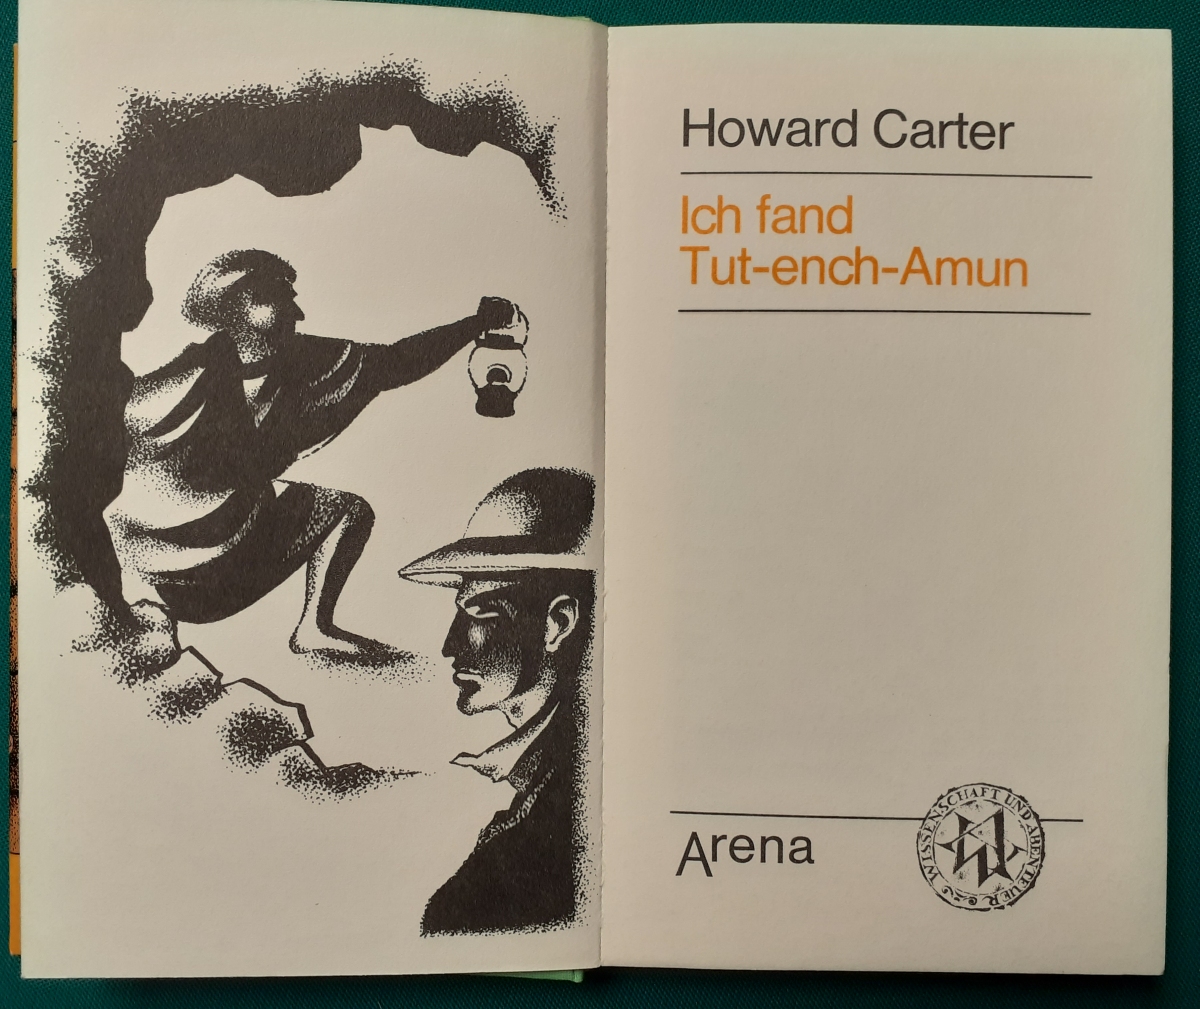 Howard Carter
Ich fand
Tut-ench-Amun
Arena
WISSENSCHAFT UND ABENTEUER